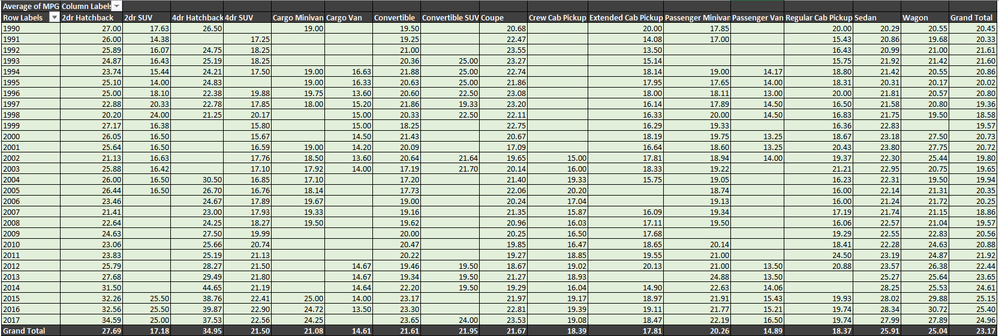 Average of MPG Column Labels
Row Labels 2dr Hatchback 2dr SUV 4dr Hatchback 4dr SUV Cargo Minivan Cargo Van Convertible Convertible SUV Coupe Crew Cab Pickup Extended Cab Pickup Passenger Minivan Passenger Van Regular Cab Pickup Sedan Wagon Grand Total
1990 27.00 17.63 26.50 19.00 19.50 20.68 20.00 17.85 20.00 20.29 20.55 20.45
1991 26.00 14.38 17.25 19.25 22.47 14.08 17.00 15.43 20.86 19.68 20.33
1992 25.89 16.07 24.75 18.25 21.00 23.55 13.50 16.43 20.99 21.00 21.61
1993 24.87 16.43 25.19 18.25 20.36 25.00 23.27 15.14 15.75 21.92 21.42 21.60
1994 23.74 15.44 24.21 17.50 19.00 16.63 21.88 25.00 22.74 18.14 19.00 14.17 18.80 21.42 20.55 20.86
1995 25.10 14.00 24.83 19.00 16.33 20.63 25.00 21.86 17.95 17.65 14.00 18.31 20.31 20.17 20.02
1996 25.00 18.10 22.38 19.88 19.75 13.60 20.60 22.50 23.08 18.00 18.11 13.00 20.00 21.81 20.57 20.80
1997 22.88 20.33 22.78 17.85 18.00 15.20 21.86 19.33 23.20 16.14 17.89 14.50 16.50 21.58 20.80 19.36
1998 20.20 24.00 21.25 20.17 15.00 20.33 22.50 22.11 16.33 20.00 14.50 16.83 21.75 19.50 18.58
1999 27.17 16.38 15.80 15.00 18.25 22.75 16.29 19.33 16.36 22.83 19.57
2000 26.05 16.50 15.67 14.50 21.43 20.67 18.19 19.75 13.25 18.67 23.18 27.50 20.73
2001 25.64 16.50 16.59 19.00 14.20 20.09 17.09 16.64 18.60 13.25 20.43 23.80 27.75 20.72
2002 21.13 16.63 17.76 18.50 13.60 20.64 21.64 19.65 15.00 17.81 18.94 14.00 19.37 22.30 25.44 19.80
2003 25.88 16.42 17.10 17.92 14.00 17.19 21.70 20.14 16.00 18.33 19.22 21.21 22.95 20.75 19.65
2004 26.00 16.50 30.50 16.85 17.10 17.20 21.40 19.33 15.75 19.05 16.23 22.31 19.50 19.94
2005 26.44 16.50 26.70 16.76 18.14 17.73 22.06 20.20 18.74 16.00 22.14 21.31 20.35
2006 23.46 24.67 17.89 19.67 19.00 20.24 17.04 19.13 16.00 21.24 21.72 20.25
2007 21.41 23.00 17.93 19.33 19.16 21.35 15.87 16.09 19.34 17.19 21.74 21.15 18.86
2008 22.64 24.25 18.27 19.50 19.62 20.96 16.03 17.11 19.50 16.06 22.57 21.04 19.57
2009 24.63 27.50 19.99 20.00 20.25 16.50 17.68 19.29 22.55 22.83 20.56
2010 23.06 25.66 20.74 20.47 19.85 16.47 18.65 20.14 18.41 22.28 24.63 20.88
2011 23.83 25.19 21.13 20.22 19.27 18.85 19.55 21.00 24.50 23.19 24.87 21.92
2012 25.79 28.27 21.50 14.67 19.46 19.50 18.67 19.02 20.13 21.00 13.50 20.88 23.57 26.38 22.44
2013 27.68 29.49 21.80 14.67 19.34 19.50 21.27 18.93 24.88 13.50 25.27 25.64 23.65
2014 31.50 44.65 21.19 14.64 22.20 19.50 19.29 16.04 14.90 22.63 14.06 28.25 25.53 24.61
2015 32.26 25.50 38.76 22.41 25.00 14.00 23.17 21.97 19.17 18.97 21.91 15.43 19.93 28.02 29.88 25.15
2016 32.56 25.50 39.87 22.90 24.72 13.50 23.30 22.81 19.39 19.11 21.77 15.21 19.74 28.34 30.72 25.40
2017 34.59 25.00 37.53 22.56 24.25 23.65 24.00 23.53 19.08 18.47 22.19 16.50 19.74 27.99 27.89 24.96
Grand Total 27.69 17.18 34.95 21.50 21.08 14.61 21.61 21.95 21.67 18.39 17.81 20.26 14.89 18.37 25.91 25.04 23.17